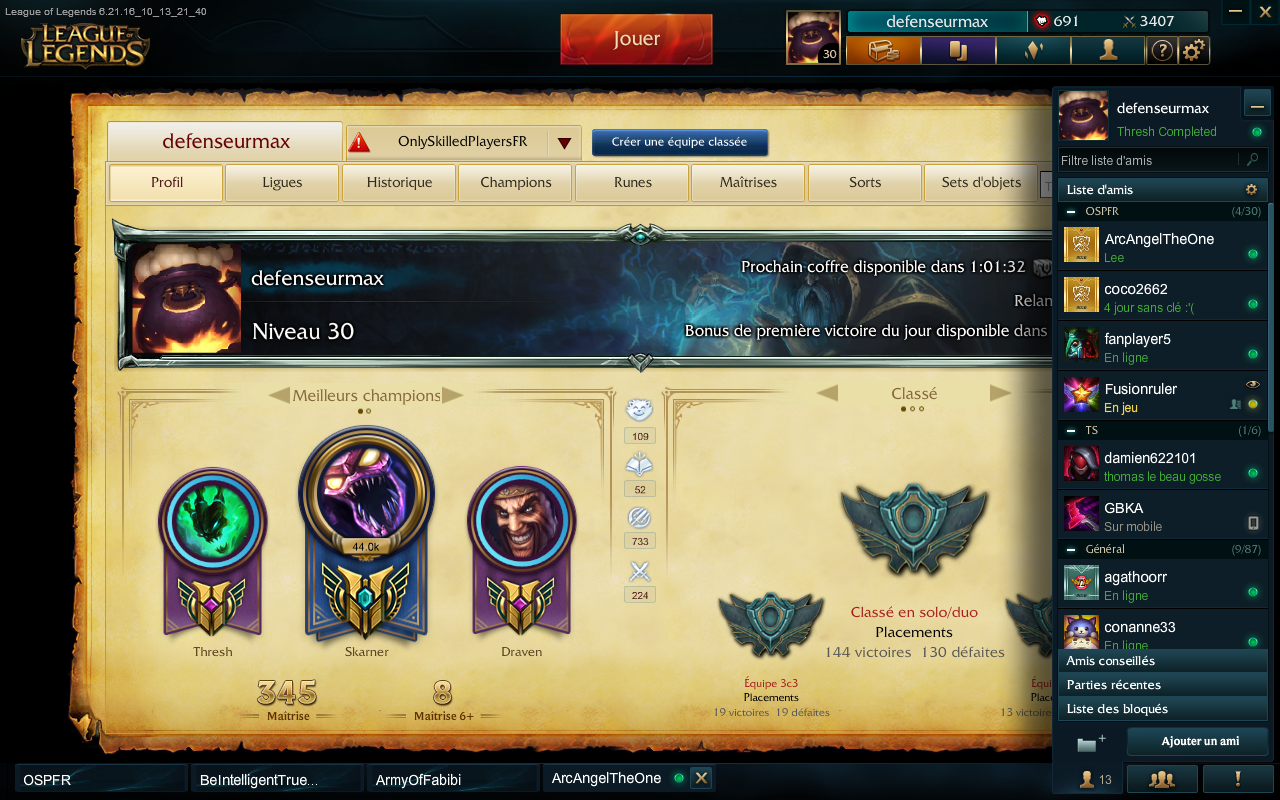 League of Legends 6.21.16_10_13_21_40
LEAGUE OF LEGENDS
Jouer
30
defenseurmax
691
3407
defenseurmax
OnlySkilledPlayersFR
Créer une équipe classée
Profil
Ligues
Historique
Champions
Runes
Maîtrises
Sorts
Sets d'objets
defenseurmax
Niveau 30
Prochain coffre disponible dans 1:01:32
Relan
Bonus de première victoire du jour disponible dans
Meilleurs champions
44.0k
Thresh
Skarner
Draven
345
Maîtrise
8
Maîtrise 6+
109
52
733
224
Classé
Classé en solo/duo
Placements
144 victoires 130 défaites
Équipe 3c3
Placements
19 victoires 19 défaites
Équi
Plac
13 victoir
defenseurmax
Thresh Completed
Filtre liste d'amis
Liste d'amis
OSPFR (4/30)
ArcAngelTheOne
Lee
coco2662
4 jour sans clé :'(
fanplayer5
En ligne
Fusionruler
En jeu
TS (1/6)
damien622101
thomas le beau gosse
GBKA
Sur mobile
Général (9/87)
agathoorr
En ligne
conanne33
En ligne
Amis conseillés
Parties récentes
Liste des bloqués
Ajouter un ami
13
OSPFR
BeIntelligentTrue...
ArmyOfFabibi
ArcAngelTheOne